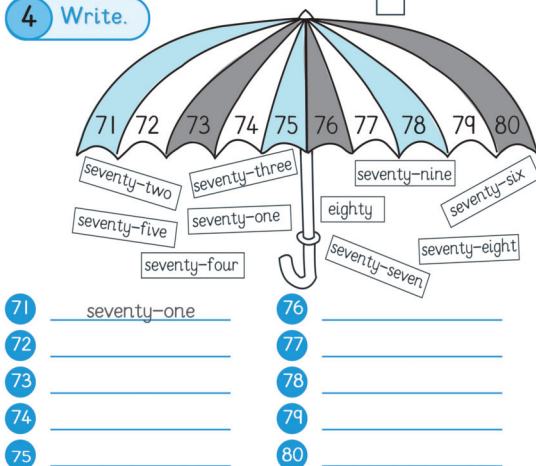 4 Write.
71 72 73 74 75 76 77 78 79 80
seventy-two
seventy-three
seventy-nine
seventy-six
seventy-five
seventy-one
eighty
seventy-four
seventy-seven
seventy-eight
71 seventy-one
72
73
74
75
76
77
78
79
80